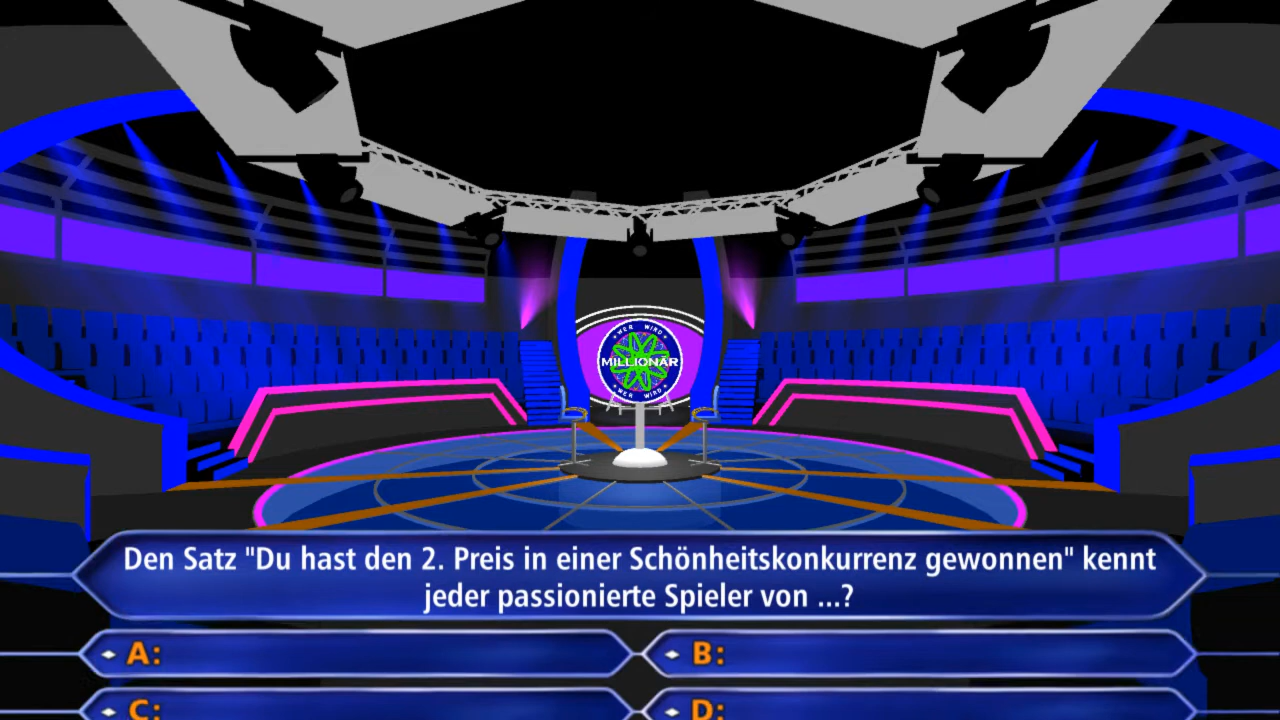 WER WIRD
MILLIONÄR
WER WIRD
Den Satz "Du hast den 2. Preis in einer Schönheitskonkurrenz gewonnen" kennt
jeder passionierte Spieler von ...?
A:
B:
C:
D: